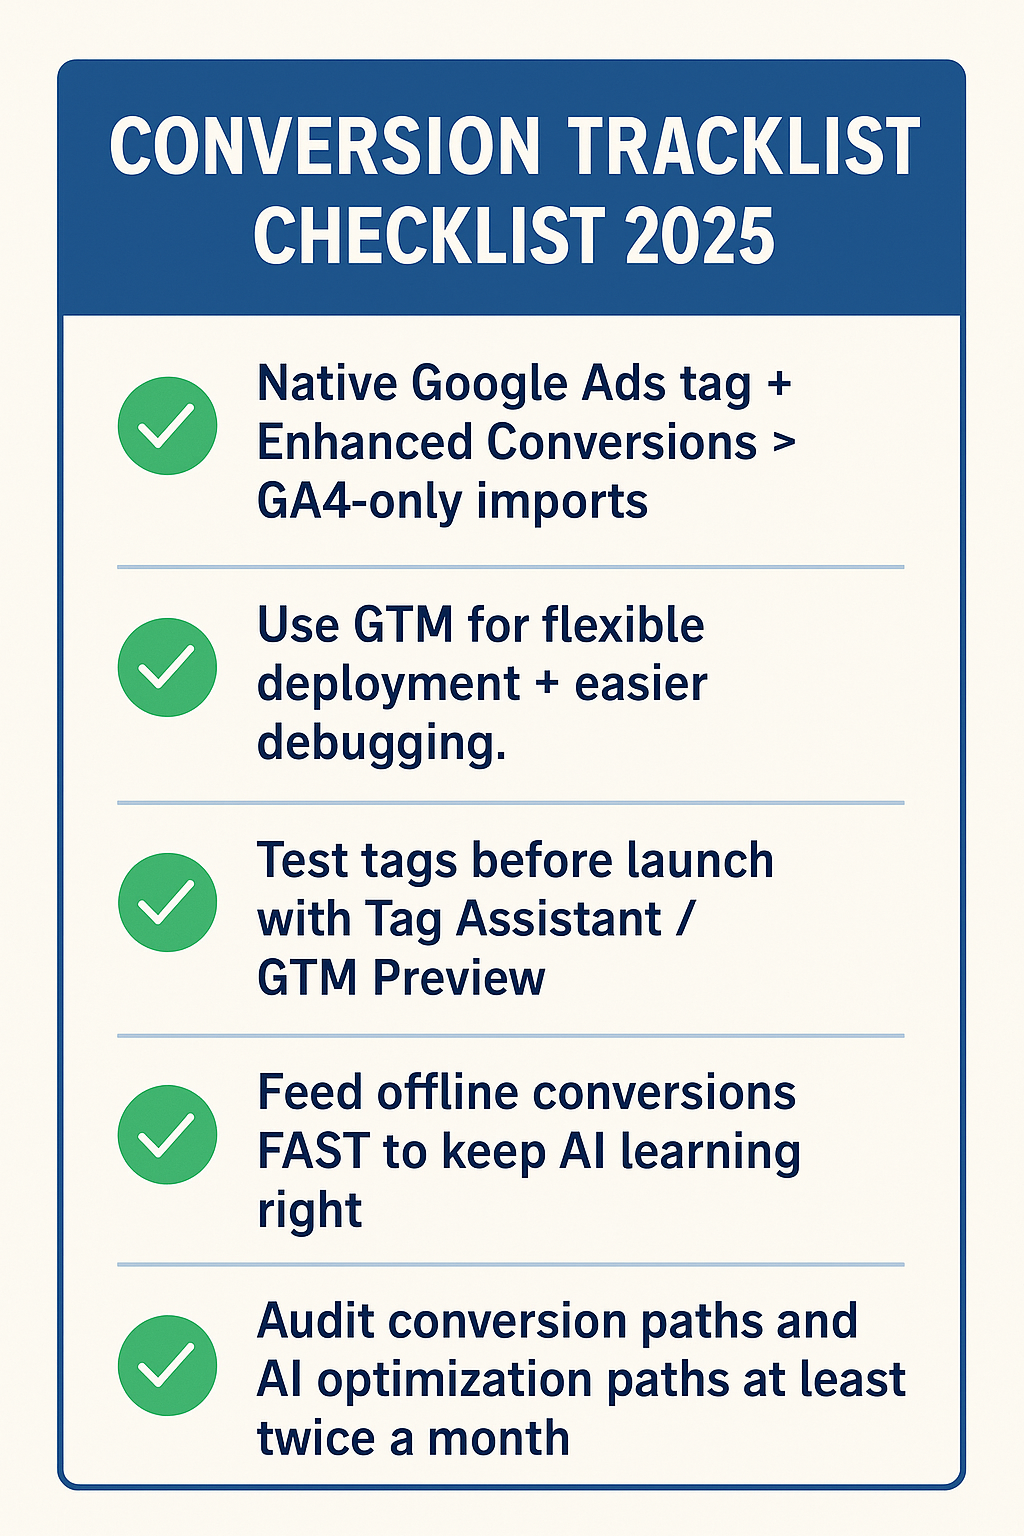 CONVERSION TRACKLIST
CHECKLIST 2025
Native Google Ads tag +
Enhanced Conversions >
GA4-only imports
Use GTM for flexible
deployment + easier
debugging.
Test tags before launch
with Tag Assistant /
GTM Preview
Feed offline conversions
FAST to keep AI learning
right
Audit conversion paths and
AI optimization paths at least
twice a month